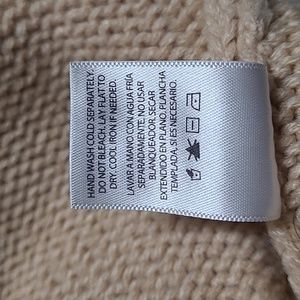 HAND WASH COLD SEPARATELY.
DO NOT BLEACH. LAY FLAT TO
DRY. COOL IRON IF NEEDED.
LAVAR A MANO CON AGUA FRÍA
SEPARADAMENTE. NO USAR
BLANQUEADOR. SECAR
EXTENDIDO EN PLANO. PLANCHA
TEMPLADA, SI ES NECESARIO.